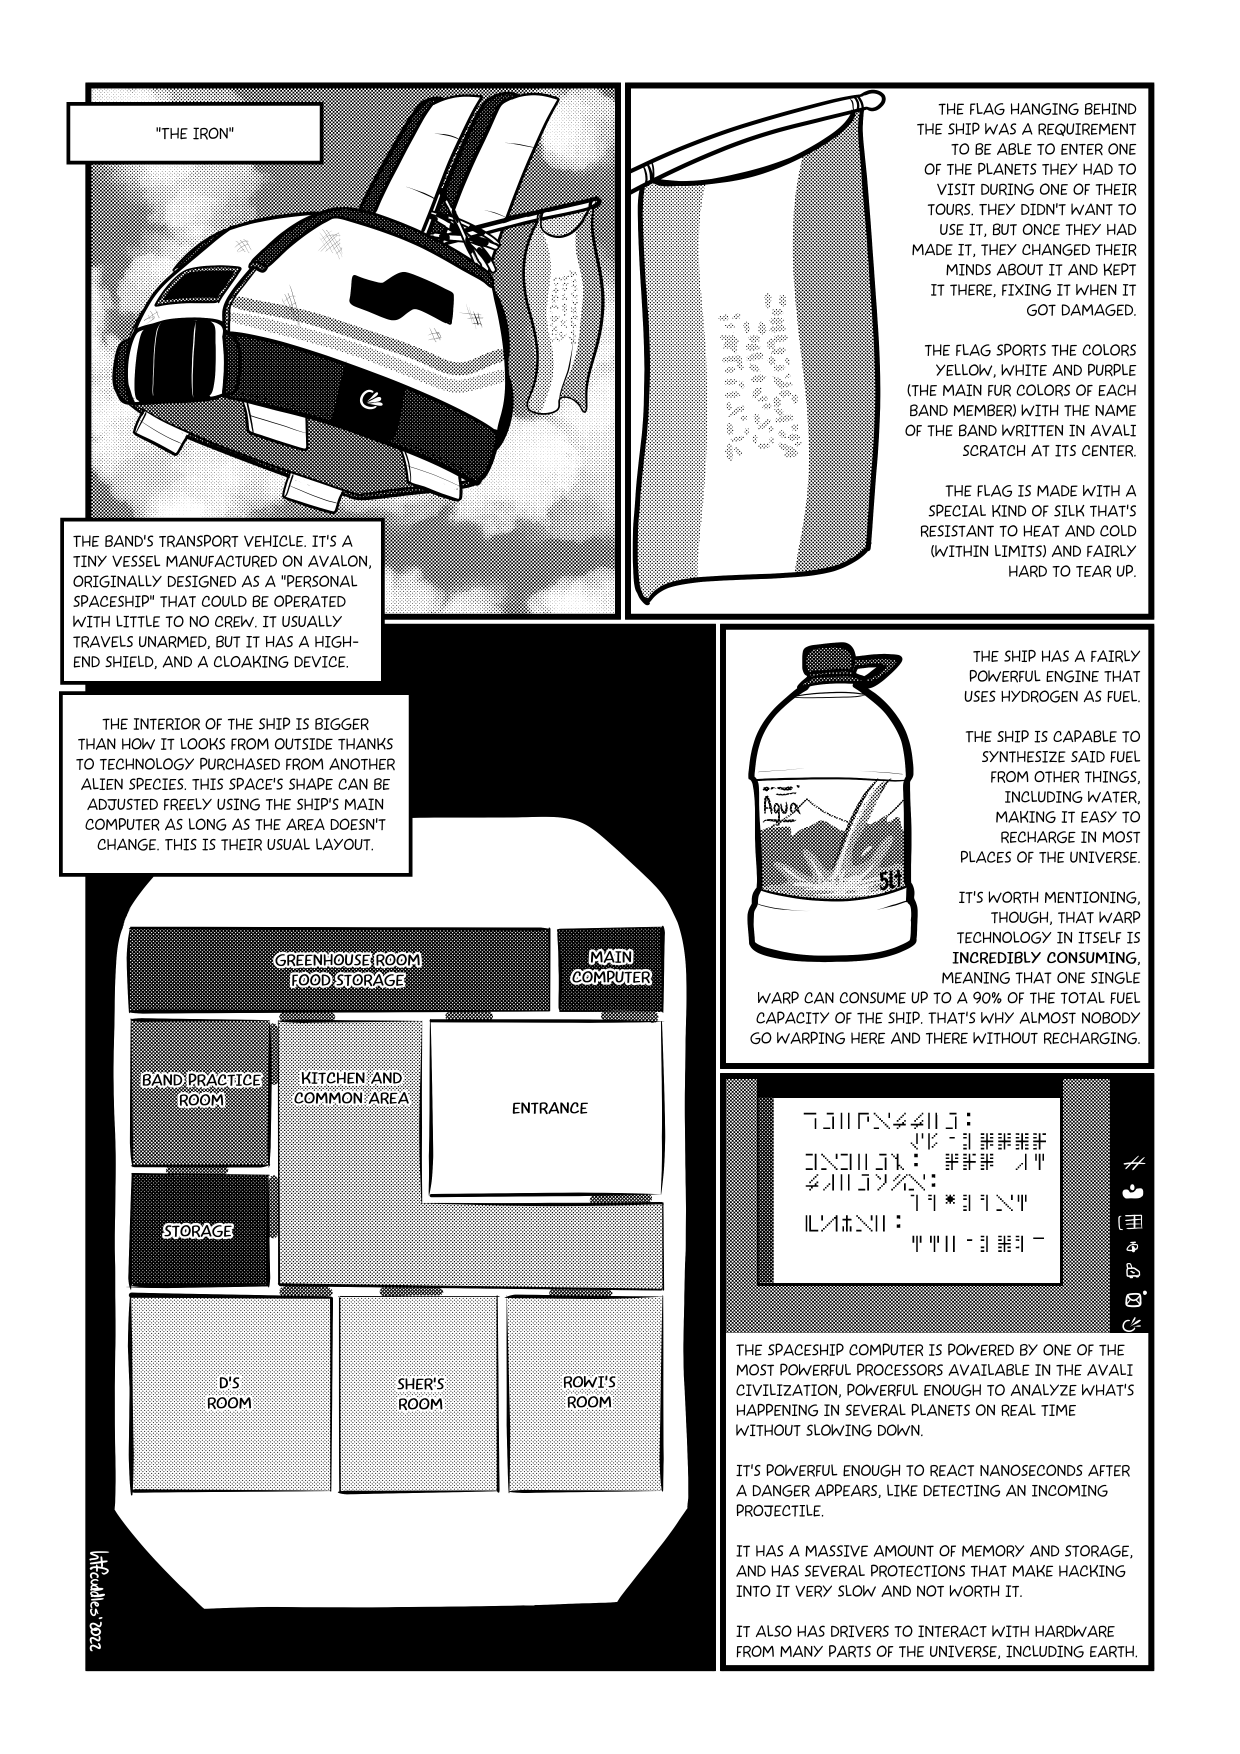 "THE IRON"
THE FLAG HANGING BEHIND
THE SHIP WAS A REQUIREMENT
TO BE ABLE TO ENTER ONE
OF THE PLANETS THEY HAD TO
VISIT DURING ONE OF THEIR
TOURS. THEY DIDN'T WANT TO
USE IT, BUT ONCE THEY HAD
MADE IT, THEY CHANGED THEIR
MINDS ABOUT IT AND KEPT
IT THERE, FIXING IT WHEN IT
GOT DAMAGED.
THE FLAG SPORTS THE COLORS
YELLOW, WHITE AND PURPLE
(THE MAIN FUR COLORS OF EACH
BAND MEMBER) WITH THE NAME
OF THE BAND WRITTEN IN AVALI
SCRATCH AT ITS CENTER.
THE FLAG IS MADE WITH A
SPECIAL KIND OF SILK THAT'S
RESISTANT TO HEAT AND COLD
(WITHIN LIMITS) AND FAIRLY
HARD TO TEAR UP.
THE BAND'S TRANSPORT VEHICLE. IT'S A
TINY VESSEL MANUFACTURED ON AVALON,
ORIGINALLY DESIGNED AS A "PERSONAL
SPACESHIP" THAT COULD BE OPERATED
WITH LITTLE TO NO CREW. IT USUALLY
TRAVELS UNARMED, BUT IT HAS A HIGH-
END SHIELD, AND A CLOAKING DEVICE.
THE INTERIOR OF THE SHIP IS BIGGER
THAN HOW IT LOOKS FROM OUTSIDE THANKS
TO TECHNOLOGY PURCHASED FROM ANOTHER
ALIEN SPECIES. THIS SPACE'S SHAPE CAN BE
ADJUSTED FREELY USING THE SHIP'S MAIN
COMPUTER AS LONG AS THE AREA DOESN'T
CHANGE. THIS IS THEIR USUAL LAYOUT.
GREENHOUSE ROOM
FOOD STORAGE
MAIN
COMPUTER
BAND PRACTICE
ROOM
KITCHEN AND
COMMON AREA
ENTRANCE
STORAGE
D'S
ROOM
SHER'S
ROOM
ROWI'S
ROOM
htfcuddles'2022
Aqua
5Lt
THE SHIP HAS A FAIRLY
POWERFUL ENGINE THAT
USES HYDROGEN AS FUEL.
THE SHIP IS CAPABLE TO
SYNTHESIZE SAID FUEL
FROM OTHER THINGS,
INCLUDING WATER,
MAKING IT EASY TO
RECHARGE IN MOST
PLACES OF THE UNIVERSE.
IT'S WORTH MENTIONING,
THOUGH, THAT WARP
TECHNOLOGY IN ITSELF IS
INCREDIBLY CONSUMING,
MEANING THAT ONE SINGLE
WARP CAN CONSUME UP TO A 90% OF THE TOTAL FUEL
CAPACITY OF THE SHIP. THAT'S WHY ALMOST NOBODY
GO WARPING HERE AND THERE WITHOUT RECHARGING.
THE SPACESHIP COMPUTER IS POWERED BY ONE OF THE
MOST POWERFUL PROCESSORS AVAILABLE IN THE AVALI
CIVILIZATION, POWERFUL ENOUGH TO ANALYZE WHAT'S
HAPPENING IN SEVERAL PLANETS ON REAL TIME
WITHOUT SLOWING DOWN.
IT'S POWERFUL ENOUGH TO REACT NANOSECONDS AFTER
A DANGER APPEARS, LIKE DETECTING AN INCOMING
PROJECTILE.
IT HAS A MASSIVE AMOUNT OF MEMORY AND STORAGE,
AND HAS SEVERAL PROTECTIONS THAT MAKE HACKING
INTO IT VERY SLOW AND NOT WORTH IT.
IT ALSO HAS DRIVERS TO INTERACT WITH HARDWARE
FROM MANY PARTS OF THE UNIVERSE, INCLUDING EARTH.